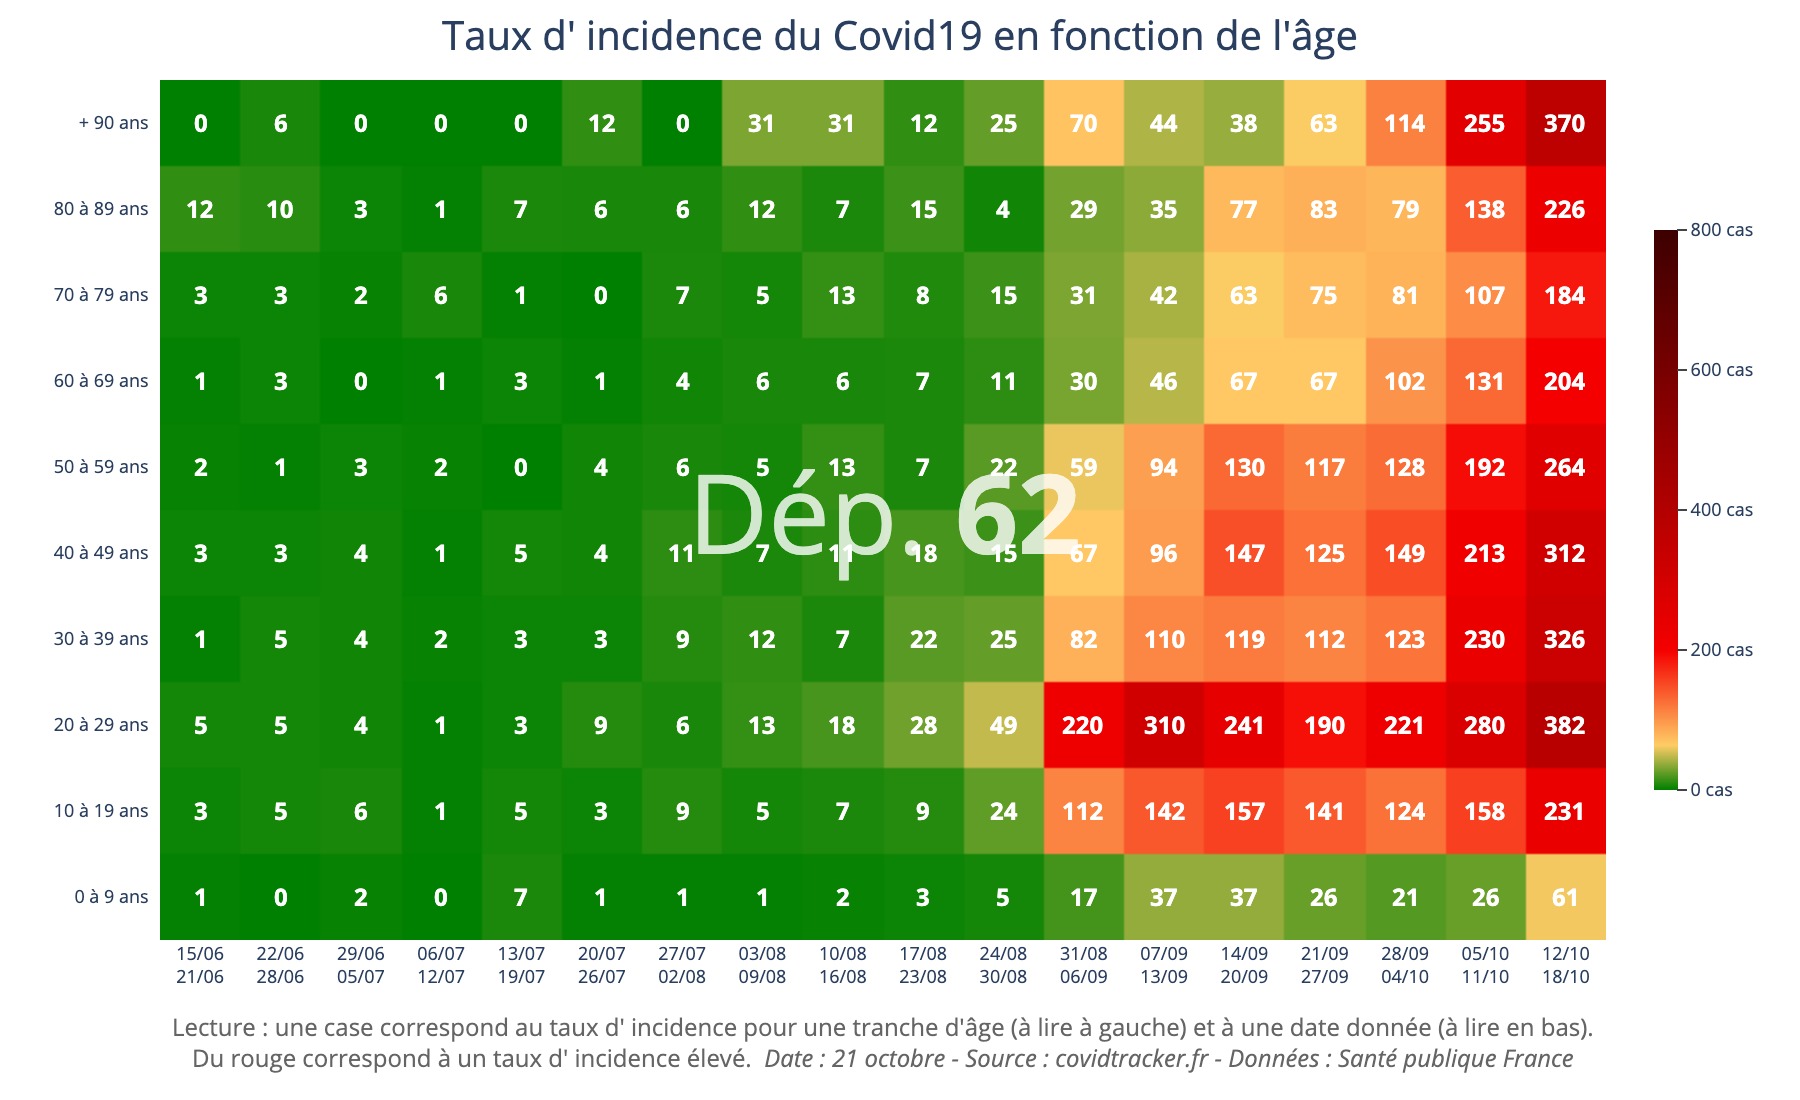 Taux d' incidence du Covid19 en fonction de l'âge
+ 90 ans 0 6 0 0 0 12 0 31 31 12 25 70 44 38 63 114 255 370
80 à 89 ans 12 10 3 1 7 6 6 12 7 15 4 29 35 77 83 79 138 226
800 cas
70 à 79 ans 3 3 2 6 1 0 7 5 13 8 15 31 42 63 75 81 107 184
60 à 69 ans 1 3 0 1 3 1 4 6 6 7 11 30 46 67 67 102 131 204
600 cas
50 à 59 ans 2 1 3 2 0 4 6 5 13 7 22 59 94 130 117 128 192 264
Dép. 62
400 cas
40 à 49 ans 3 3 4 1 5 4 11 7 11 18 15 67 96 147 125 149 213 312
30 à 39 ans 1 5 4 2 3 3 9 12 7 22 25 82 110 119 112 123 230 326
200 cas
20 à 29 ans 5 5 4 1 3 9 6 13 18 28 49 220 310 241 190 221 280 382
0 cas
10 à 19 ans 3 5 6 1 5 3 9 5 7 9 24 112 142 157 141 124 158 231
0 à 9 ans 1 0 2 0 7 1 1 1 2 3 5 17 37 37 26 21 26 61
15/06 22/06 29/06 06/07 13/07 20/07 27/07 03/08 10/08 17/08 24/08 31/08 07/09 14/09 21/09 28/09 05/10 12/10
21/06 28/06 05/07 12/07 19/07 26/07 02/08 09/08 16/08 23/08 30/08 06/09 13/09 20/09 27/09 04/10 11/10 18/10
Lecture : une case correspond au taux d' incidence pour une tranche d'âge (à lire à gauche) et à une date donnée (à lire en bas).
Du rouge correspond à un taux d' incidence élevé. Date : 21 octobre - Source : covidtracker.fr - Données : Santé publique France